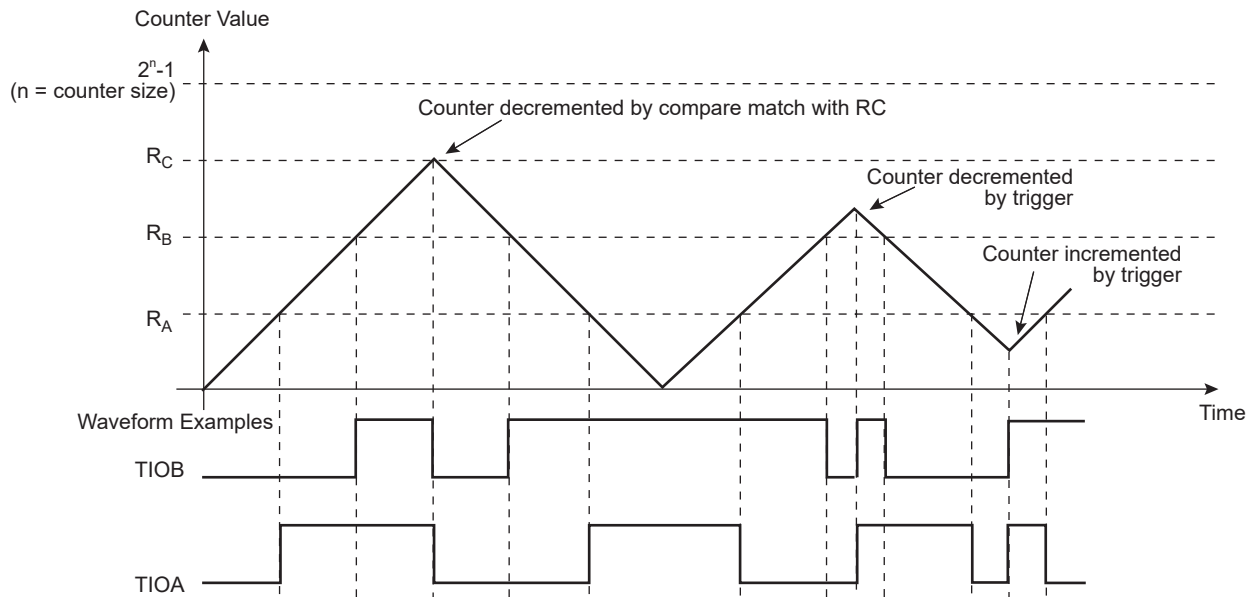 Counter Value
2ⁿ-1
(n = counter size)
Counter decremented by compare match with RC
R_C
Counter decremented
by trigger
R_B
Counter incremented
by trigger
R_A
Time
Waveform Examples
TIOB
TIOA